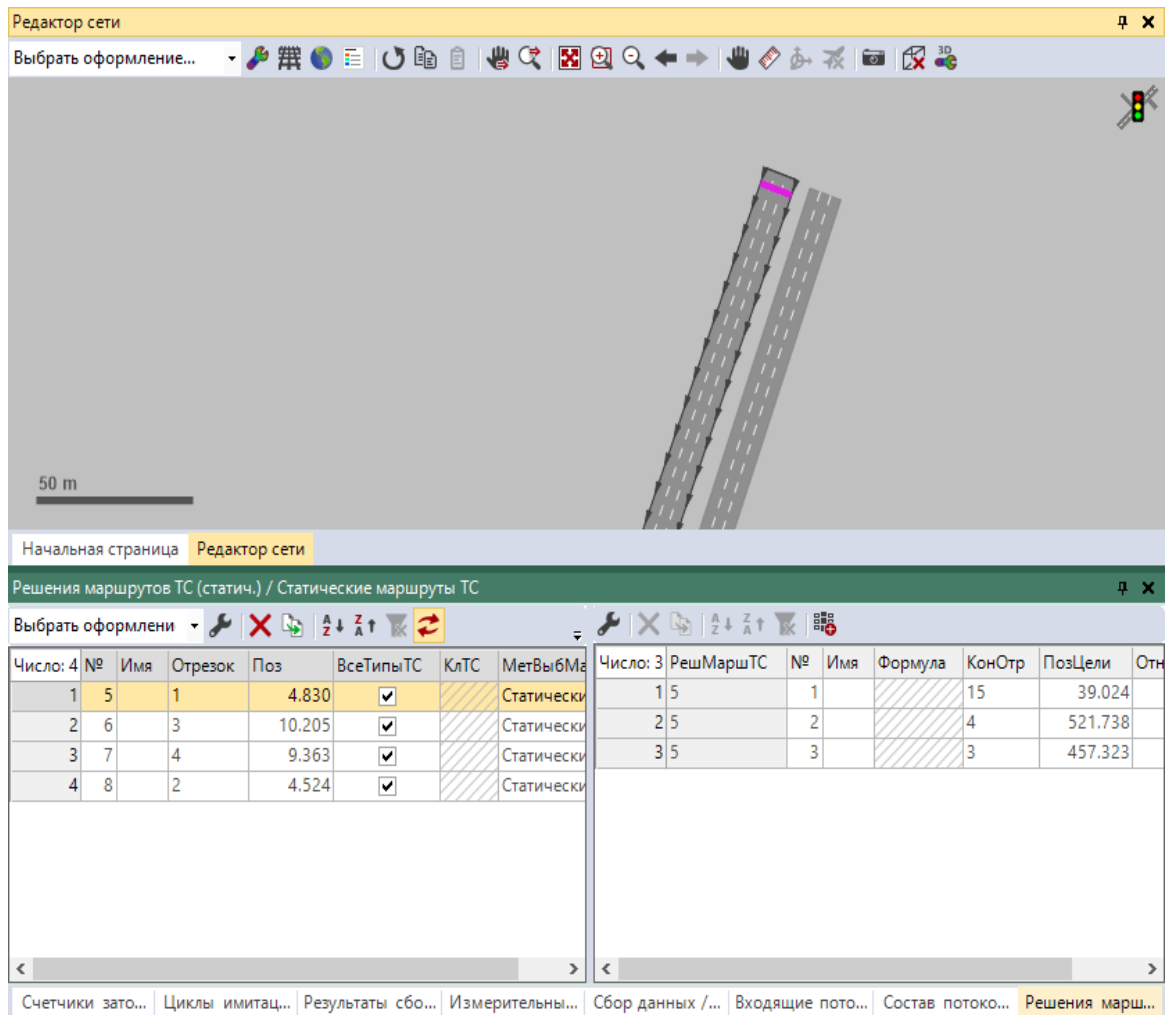 Редактор сети
Выбрать оформление...
3D
50 m
Начальная страница Редактор сети
Решения маршрутов ТС (статич.) / Статические маршруты ТС
Выбрать оформлени
Число: 4 № Имя Отрезок Поз ВсеТипыТС КлТС МетВыбМа
1 5 1 4.830 Статически
2 6 3 10.205 Статически
3 7 4 9.363 Статически
4 8 2 4.524 Статически
Число: 3 РешМаршТС № Имя Формула КонОтр ПозЦели Отн
1 5 1 15 39.024
2 5 2 4 521.738
3 5 3 3 457.323
Счетчики зато... Циклы имитац... Результаты сбо... Измерительны... Сбор данных /... Входящие пото... Состав потоко... Решения марш...